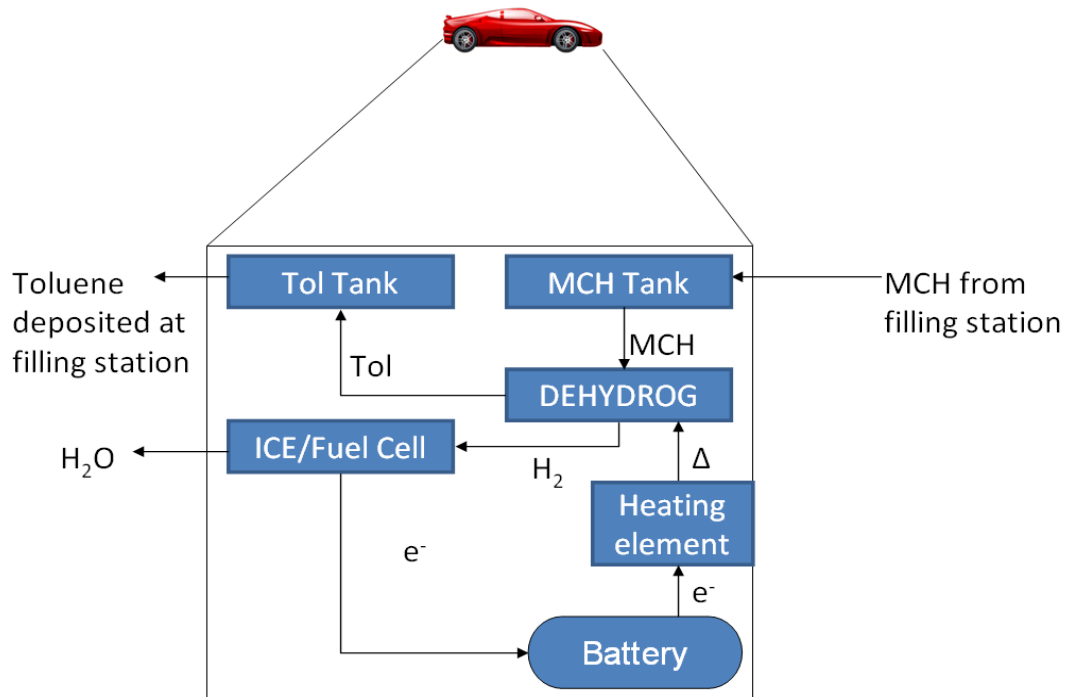 Toluene
deposited at
filling station
Tol Tank
MCH Tank
MCH from
filling station
Tol
MCH
DEHYDROG
H₂O
ICE/Fuel Cell
H₂
Δ
Heating
element
e⁻
e⁻
Battery